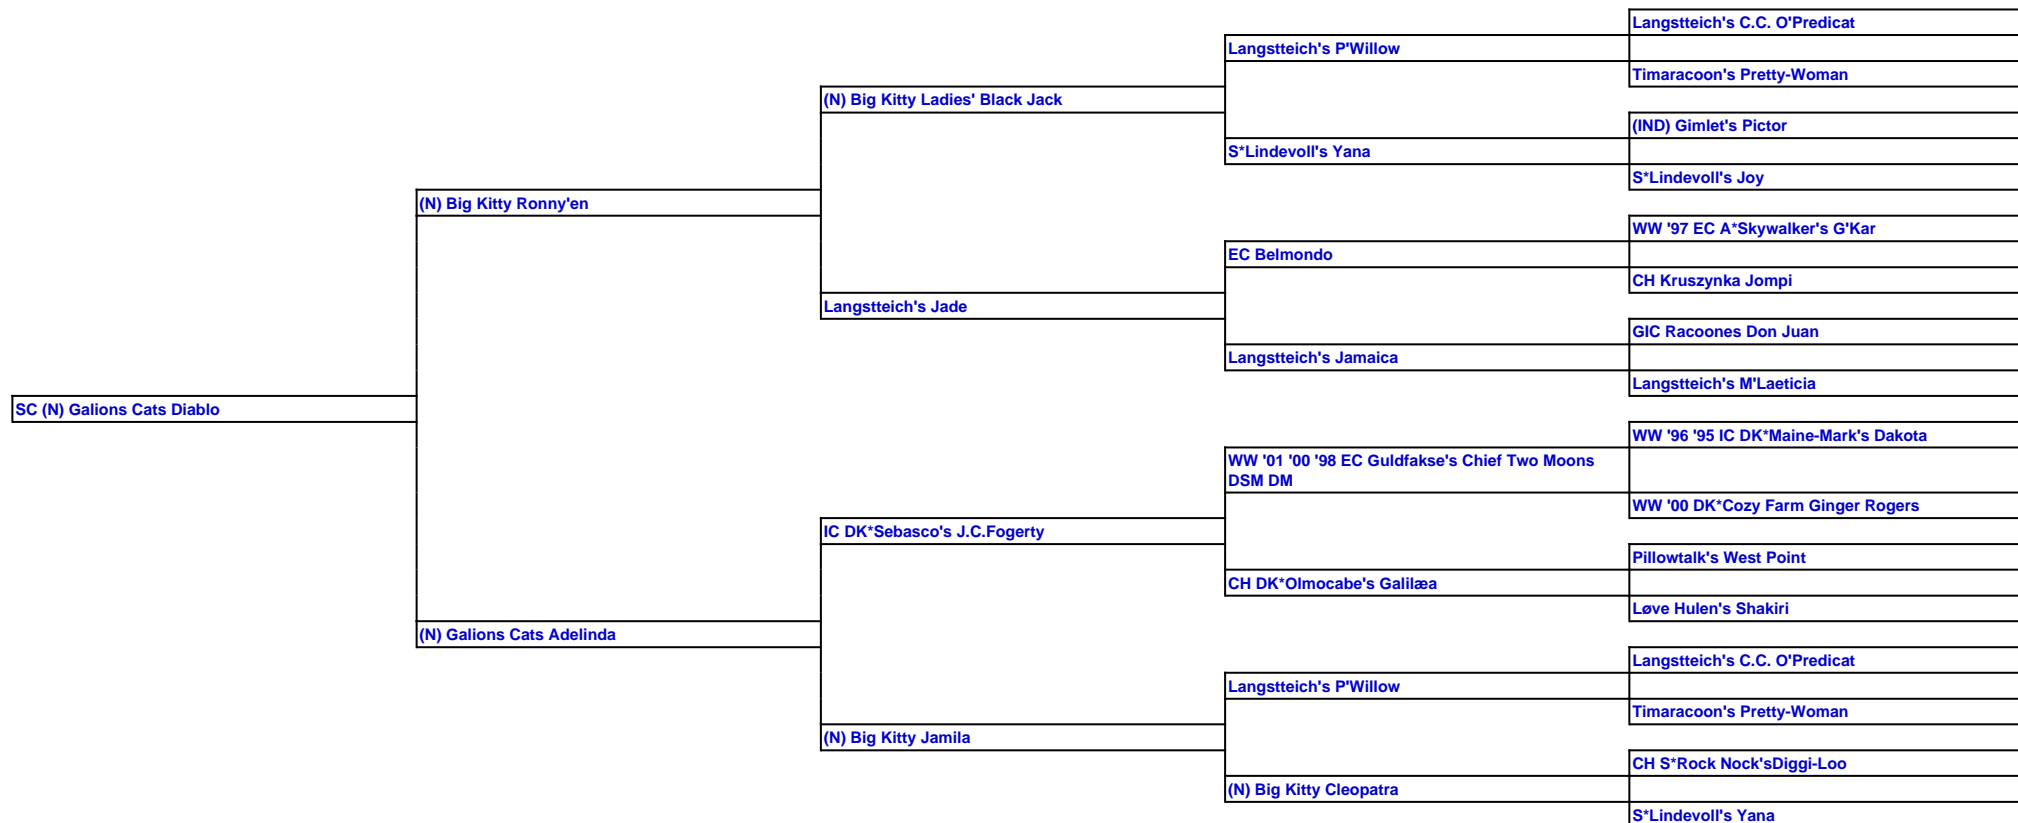 Langstteich's C.C. O'Predicat
Langstteich's P'Willow
Timaracoon's Pretty-Woman
(N) Big Kitty Ladies' Black Jack
(IND) Gimlet's Pictor
S*Lindevoll's Yana
S*Lindevoll's Joy
(N) Big Kitty Ronny'en
WW '97 EC A*Skywalker's G'Kar
EC Belmondo
CH Kruszynka Jompi
Langstteich's Jade
GIC Racoones Don Juan
Langstteich's Jamaica
Langstteich's M'Laeticia
SC (N) Galions Cats Diablo
WW '96 '95 IC DK*Maine-Mark's Dakota
WW '01 '00 '98 EC Guldfakse's Chief Two Moons
DSM DM
WW '00 DK*Cozy Farm Ginger Rogers
IC DK*Sebasco's J.C.Fogerty
Pillowtalk's West Point
CH DK*Olmocabe's Galilæa
Løve Hulen's Shakiri
(N) Galions Cats Adelinda
Langstteich's C.C. O'Predicat
Langstteich's P'Willow
Timaracoon's Pretty-Woman
(N) Big Kitty Jamila
CH S*Rock Nock'sDiggi-Loo
(N) Big Kitty Cleopatra
S*Lindevoll's Yana